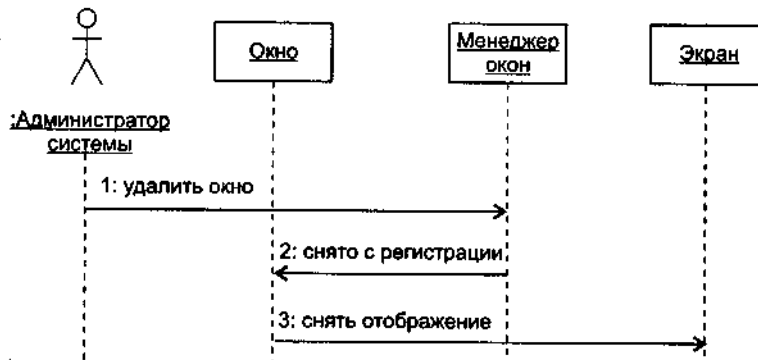 Окно
Менеджер
окон
Экран
:Администратор
системы
1: удалить окно
2: снято с регистрации
3: снять отображение